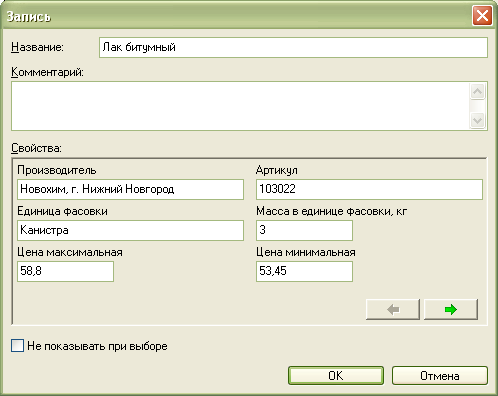 Запись
Название: Лак битумный
Комментарий:
Свойства:
Производитель Артикул
Новохим, г. Нижний Новгород 103022
Единица фасовки Масса в единице фасовки, кг
Канистра 3
Цена максимальная Цена минимальная
58,8 53,45
Не показывать при выборе
OK Отмена